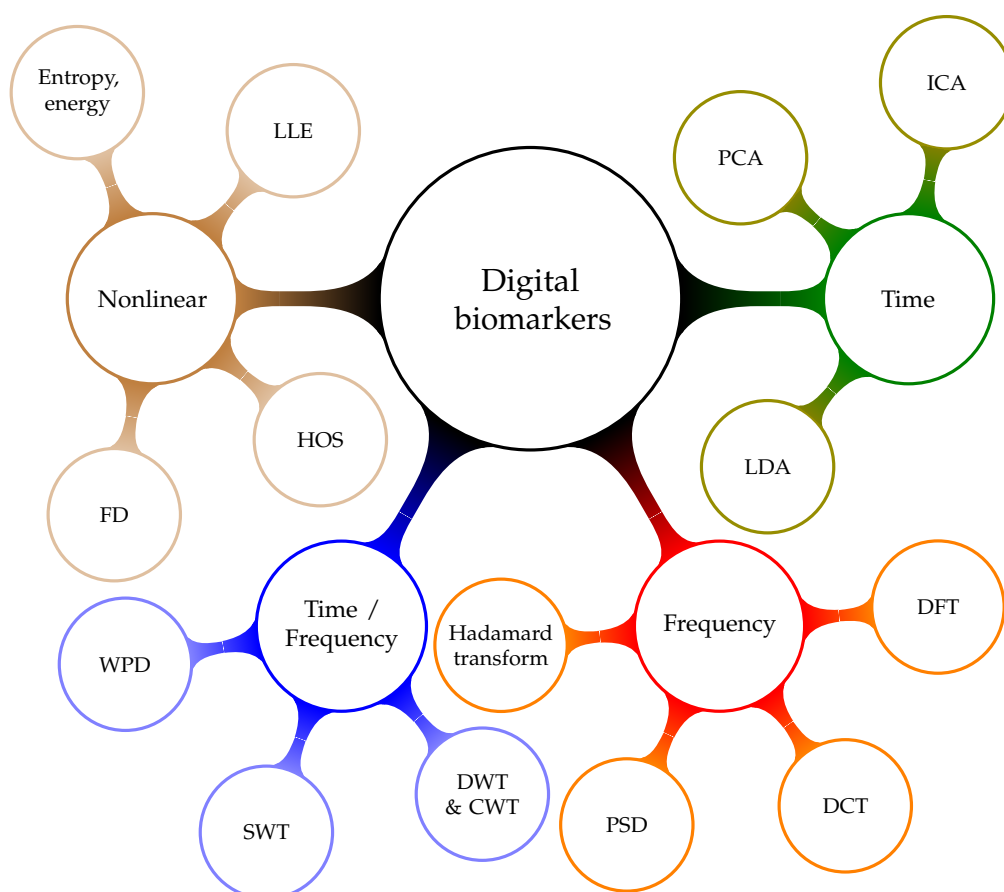 Entropy,
energy
LLE
PCA
ICA
Nonlinear
Digital
biomarkers
Time
HOS
FD
LDA
Time /
Frequency
WPD
SWT
DWT
& CWT
Hadamard
transform
Frequency
DFT
PSD
DCT